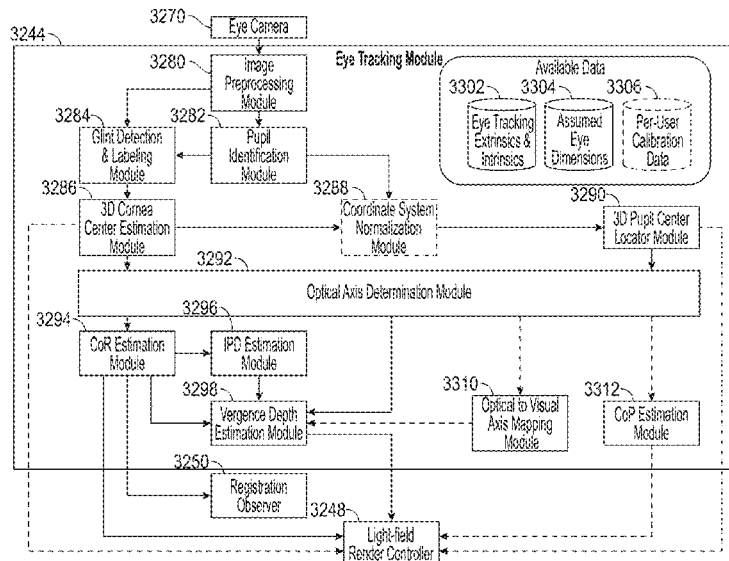 3270
Eye Camera
3244
Eye Tracking Module
3280
Image
Preprocessing
Module
Available Data
3302
3304
3306
Eye Tracking
Extrinsics &
Intrinsics
Assumed
Eye
Dimensions
Per-User
Calibration
Data
3284
Glint Detection
& Labeling
Module
3282
Pupil
Identification
Module
3286
3D Cornea
Center Estimation
Module
3288
Coordinate System
Normalization
Module
3290
3D Pupil Center
Locator Module
3292
Optical Axis Determination Module
3294
CoR Estimation
Module
3296
IPD Estimation
Module
3298
Vergence Depth
Estimation Module
3310
Optical to Visual
Axis Mapping
Module
3312
CoP Estimation
Module
3250
Registration
Observer
3248
Light-field
Render Controller